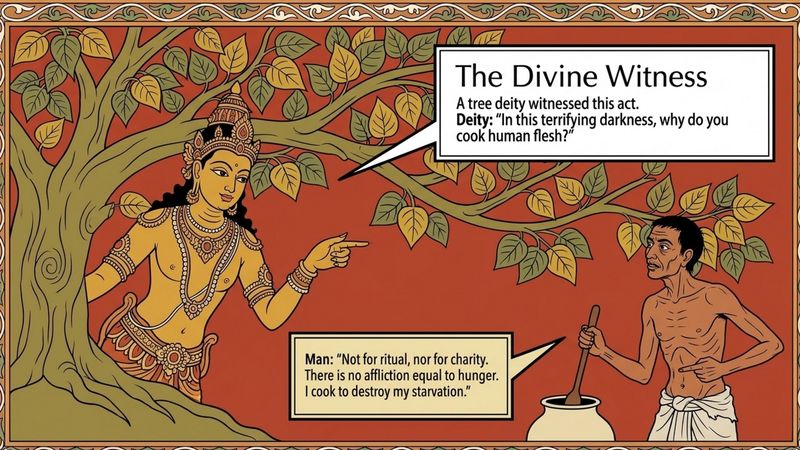 The Divine Witness
A tree deity witnessed this act.
Deity: “In this terrifying darkness, why do you
cook human flesh?”
Man: “Not for ritual, nor for charity.
There is no affliction equal to hunger.
I cook to destroy my starvation.”